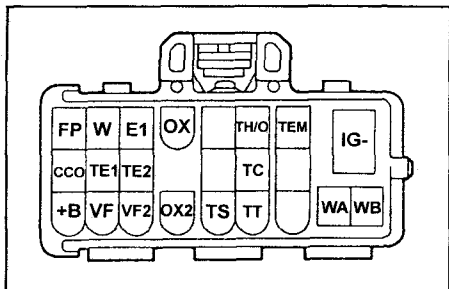 FP W E1 OX TH/O TEM IG-
CCO TE1 TE2 TC
+B VF VF2 OX2 TS TT WA WB